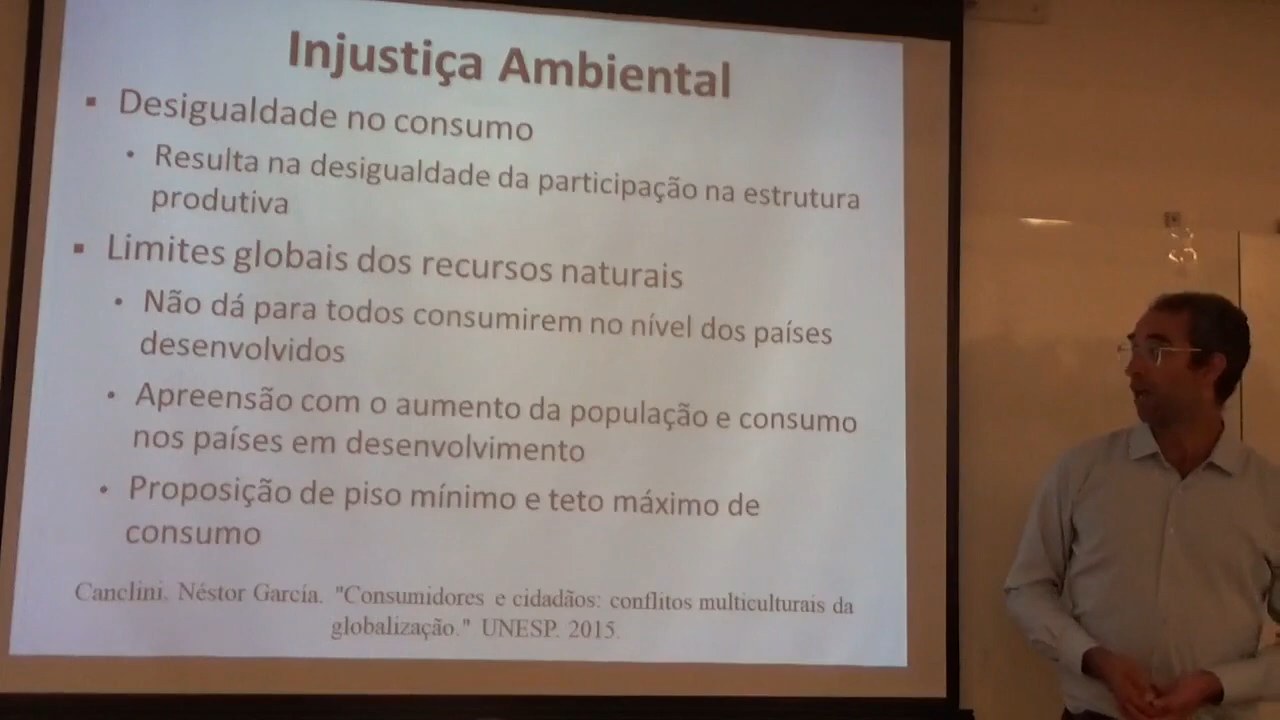 Injustiça Ambiental
▪ Desigualdade no consumo
• Resulta na desigualdade da participação na estrutura
produtiva
▪ Limites globais dos recursos naturais
• Não dá para todos consumirem no nível dos países
desenvolvidos
• Apreensão com o aumento da população e consumo
nos países em desenvolvimento
• Proposição de piso mínimo e teto máximo de
consumo
Canclini. Néstor García. "Consumidores e cidadãos: conflitos multiculturais da
globalização." UNESP. 2015.